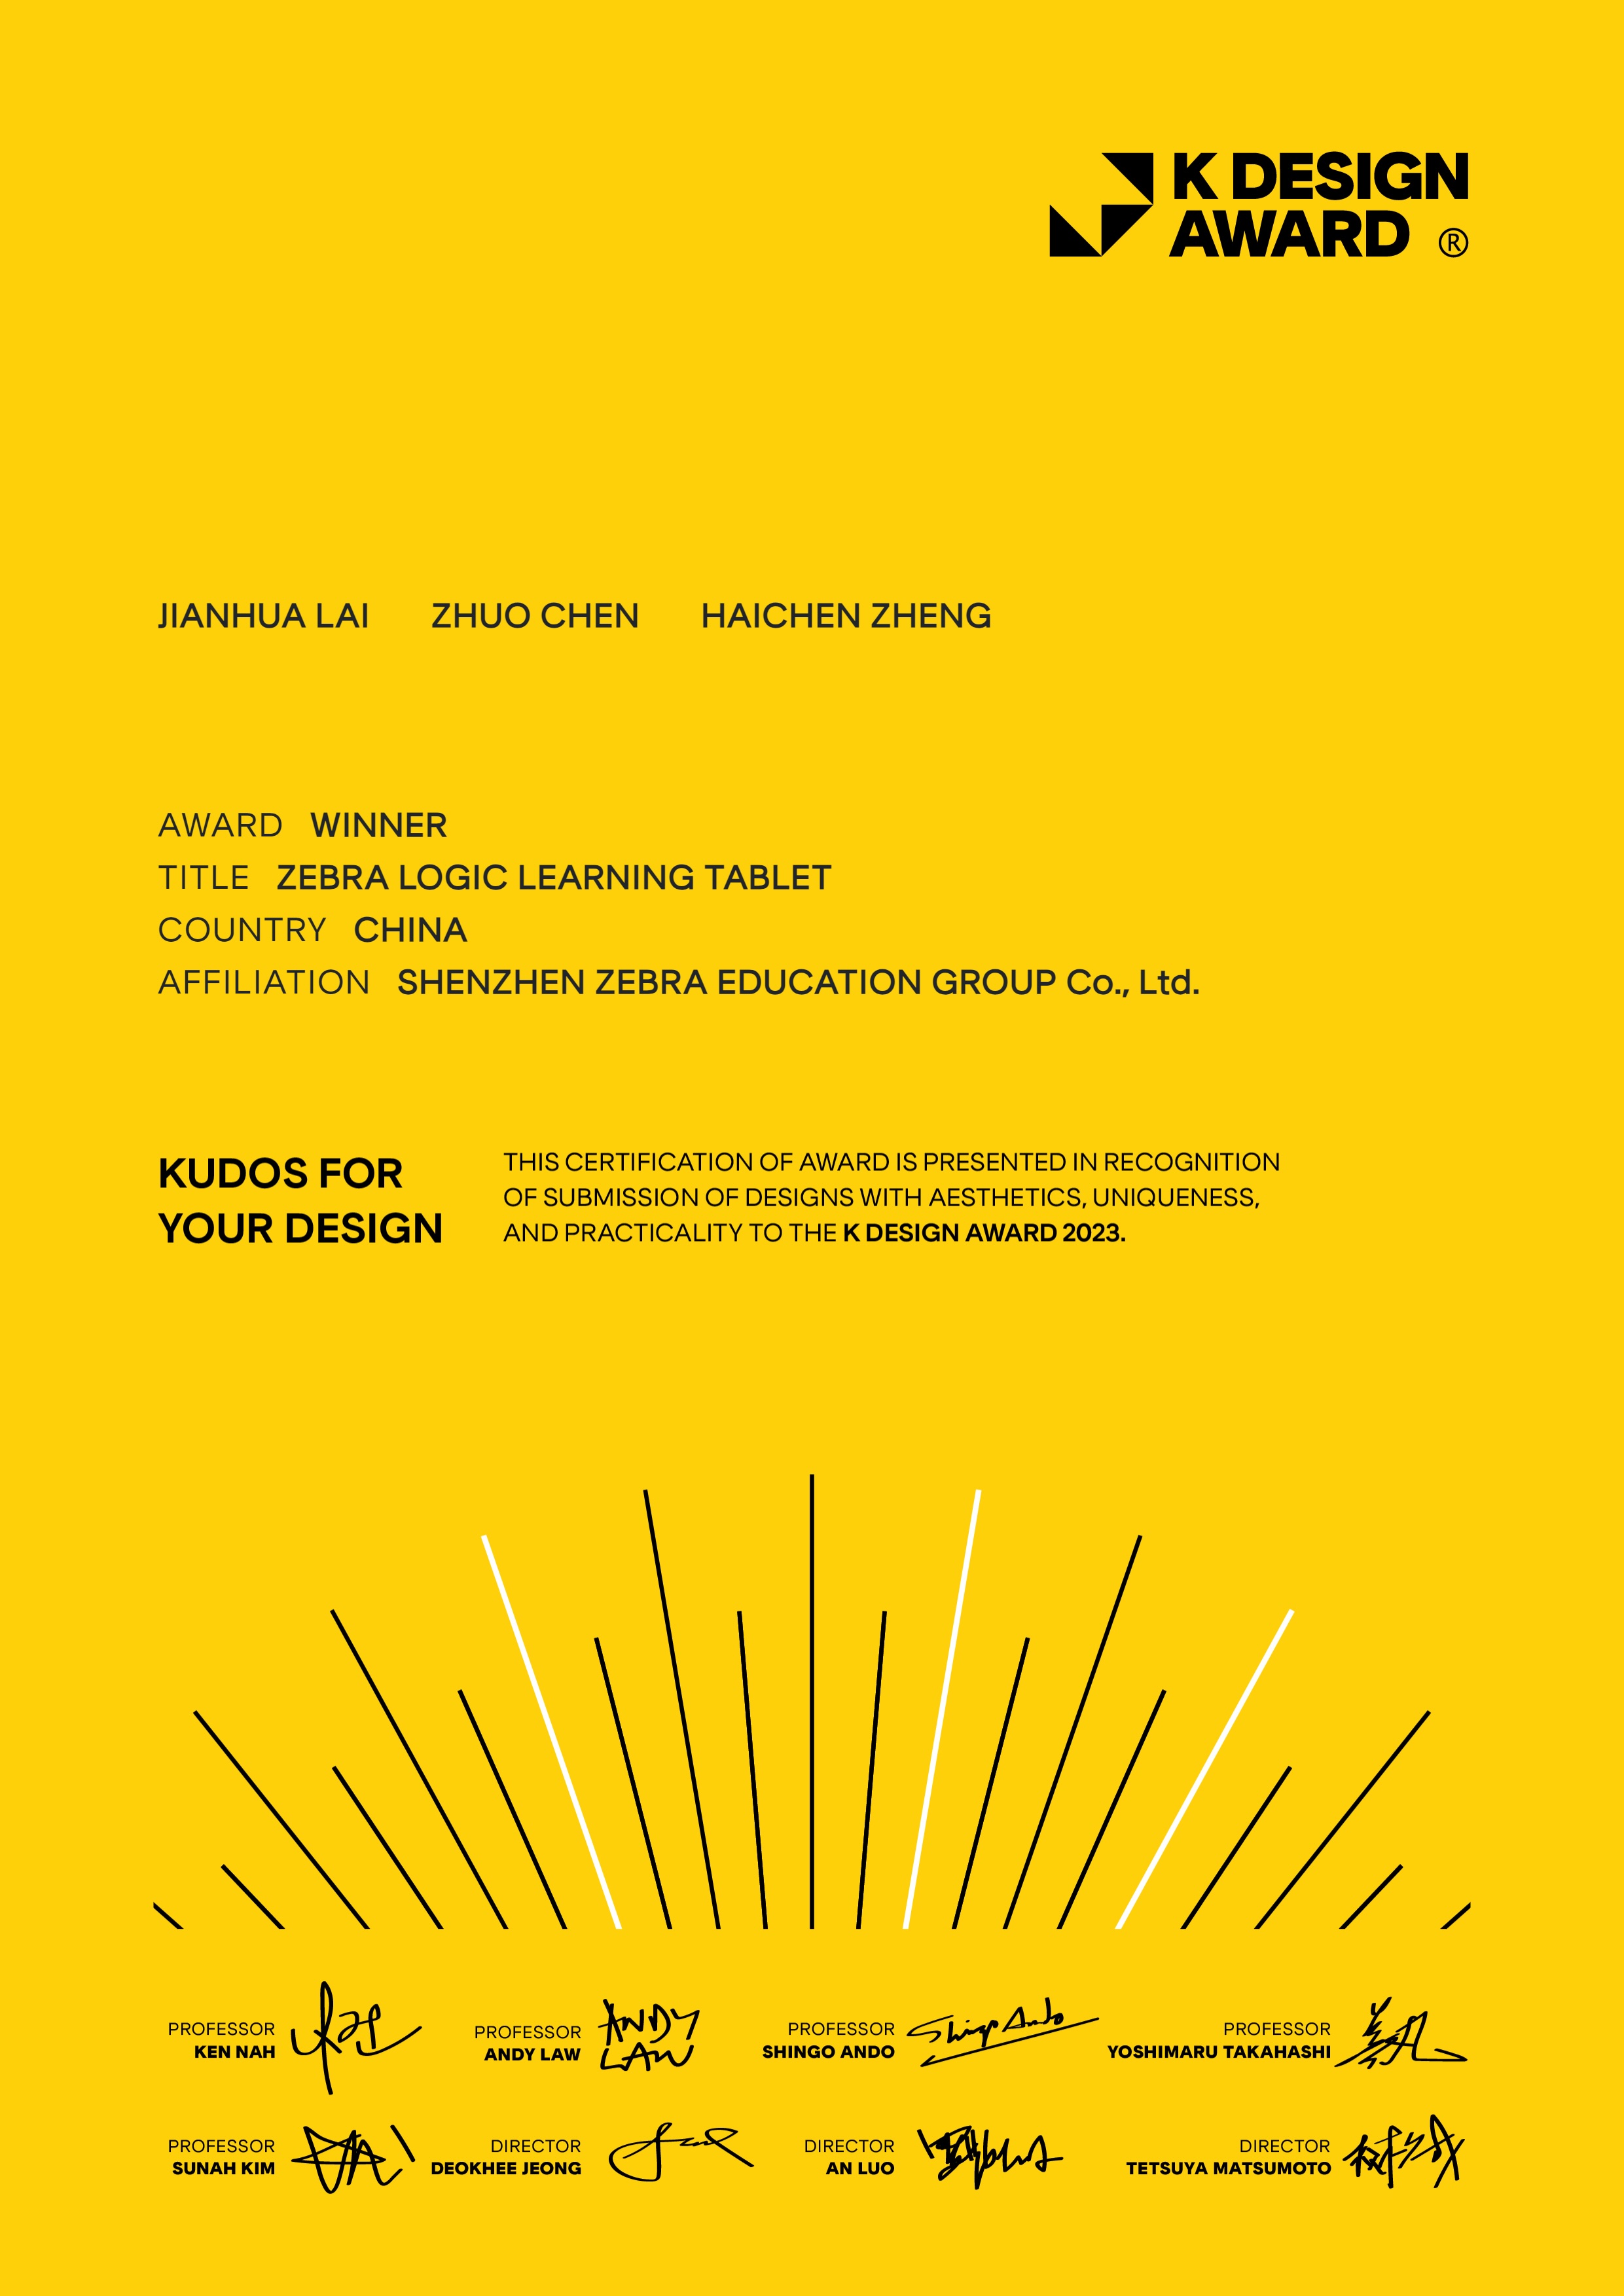 K DESIGN
AWARD ®
JIANHUA LAI ZHUO CHEN HAICHEN ZHENG
AWARD WINNER
TITLE ZEBRA LOGIC LEARNING TABLET
COUNTRY CHINA
AFFILIATION SHENZHEN ZEBRA EDUCATION GROUP Co., Ltd.
KUDOS FOR
YOUR DESIGN
THIS CERTIFICATION OF AWARD IS PRESENTED IN RECOGNITION
OF SUBMISSION OF DESIGNS WITH AESTHETICS, UNIQUENESS,
AND PRACTICALITY TO THE K DESIGN AWARD 2023.
PROFESSOR
KEN NAH
PROFESSOR
ANDY LAW
ANDY
LAW
PROFESSOR
SHINGO ANDO
Shingo Ando
PROFESSOR
YOSHIMARU TAKAHASHI
PROFESSOR
SUNAH KIM
DIRECTOR
DEOKHEE JEONG
DIRECTOR
AN LUO
DIRECTOR
TETSUYA MATSUMOTO